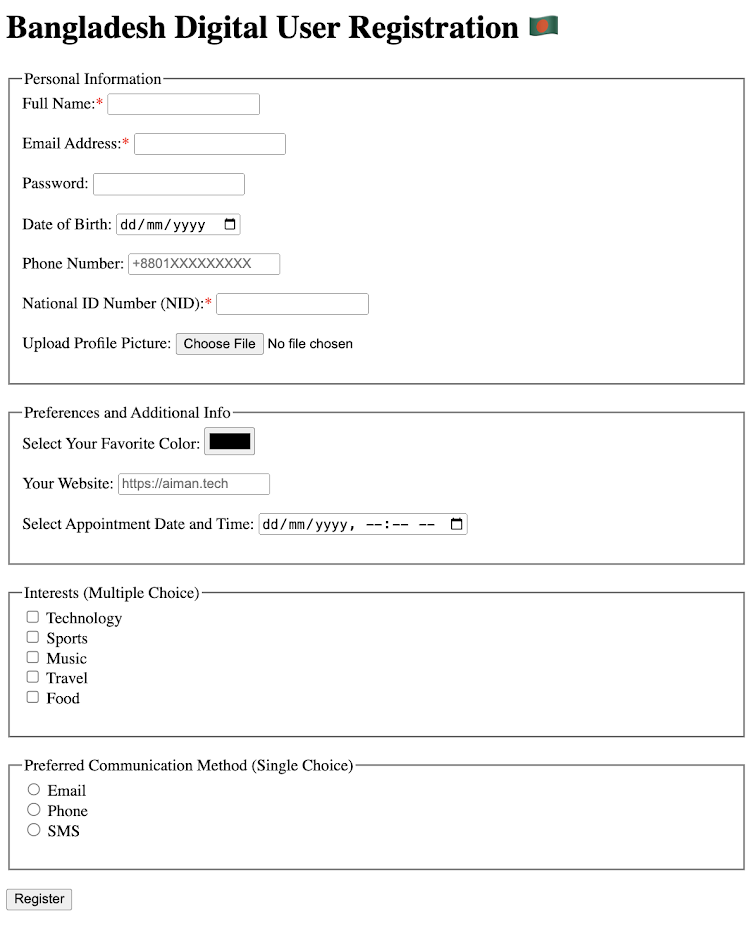 Bangladesh Digital User Registration 🇧🇩
Personal Information
Full Name:*
Email Address:*
Password:
Date of Birth: dd/mm/yyyy
Phone Number: +8801XXXXXXXXX
National ID Number (NID):*
Upload Profile Picture: Choose File No file chosen
Preferences and Additional Info
Select Your Favorite Color:
Your Website: https://aiman.tech
Select Appointment Date and Time: dd/mm/yyyy, --:-- --
Interests (Multiple Choice)
Technology
Sports
Music
Travel
Food
Preferred Communication Method (Single Choice)
Email
Phone
SMS
Register